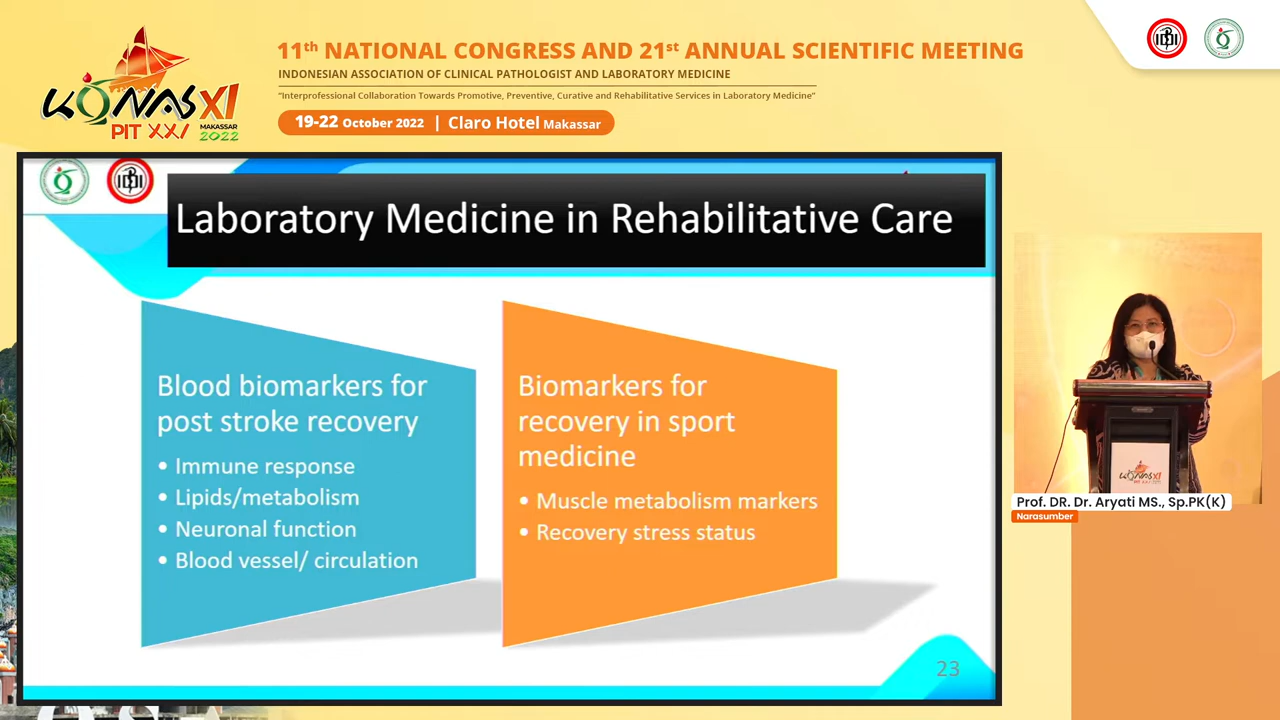 11th NATIONAL CONGRESS AND 21st ANNUAL SCIENTIFIC MEETING
INDONESIAN ASSOCIATION OF CLINICAL PATHOLOGIST AND LABORATORY MEDICINE
"Interprofessional Collaboration Towards Promotive, Preventive, Curative and Rehabilitative Services in Laboratory Medicine"
19-22 October 2022 | Claro Hotel Makassar
KONAS XI
PIT XXI
MAKASSAR
2022
IDI
Laboratory Medicine in Rehabilitative Care
Blood biomarkers for
post stroke recovery
• Immune response
• Lipids/metabolism
• Neuronal function
• Blood vessel/ circulation
Biomarkers for
recovery in sport
medicine
• Muscle metabolism markers
• Recovery stress status
23
KONAS XI
Prof. DR. Dr. Aryati MS., Sp.PK(K)
Narasumber